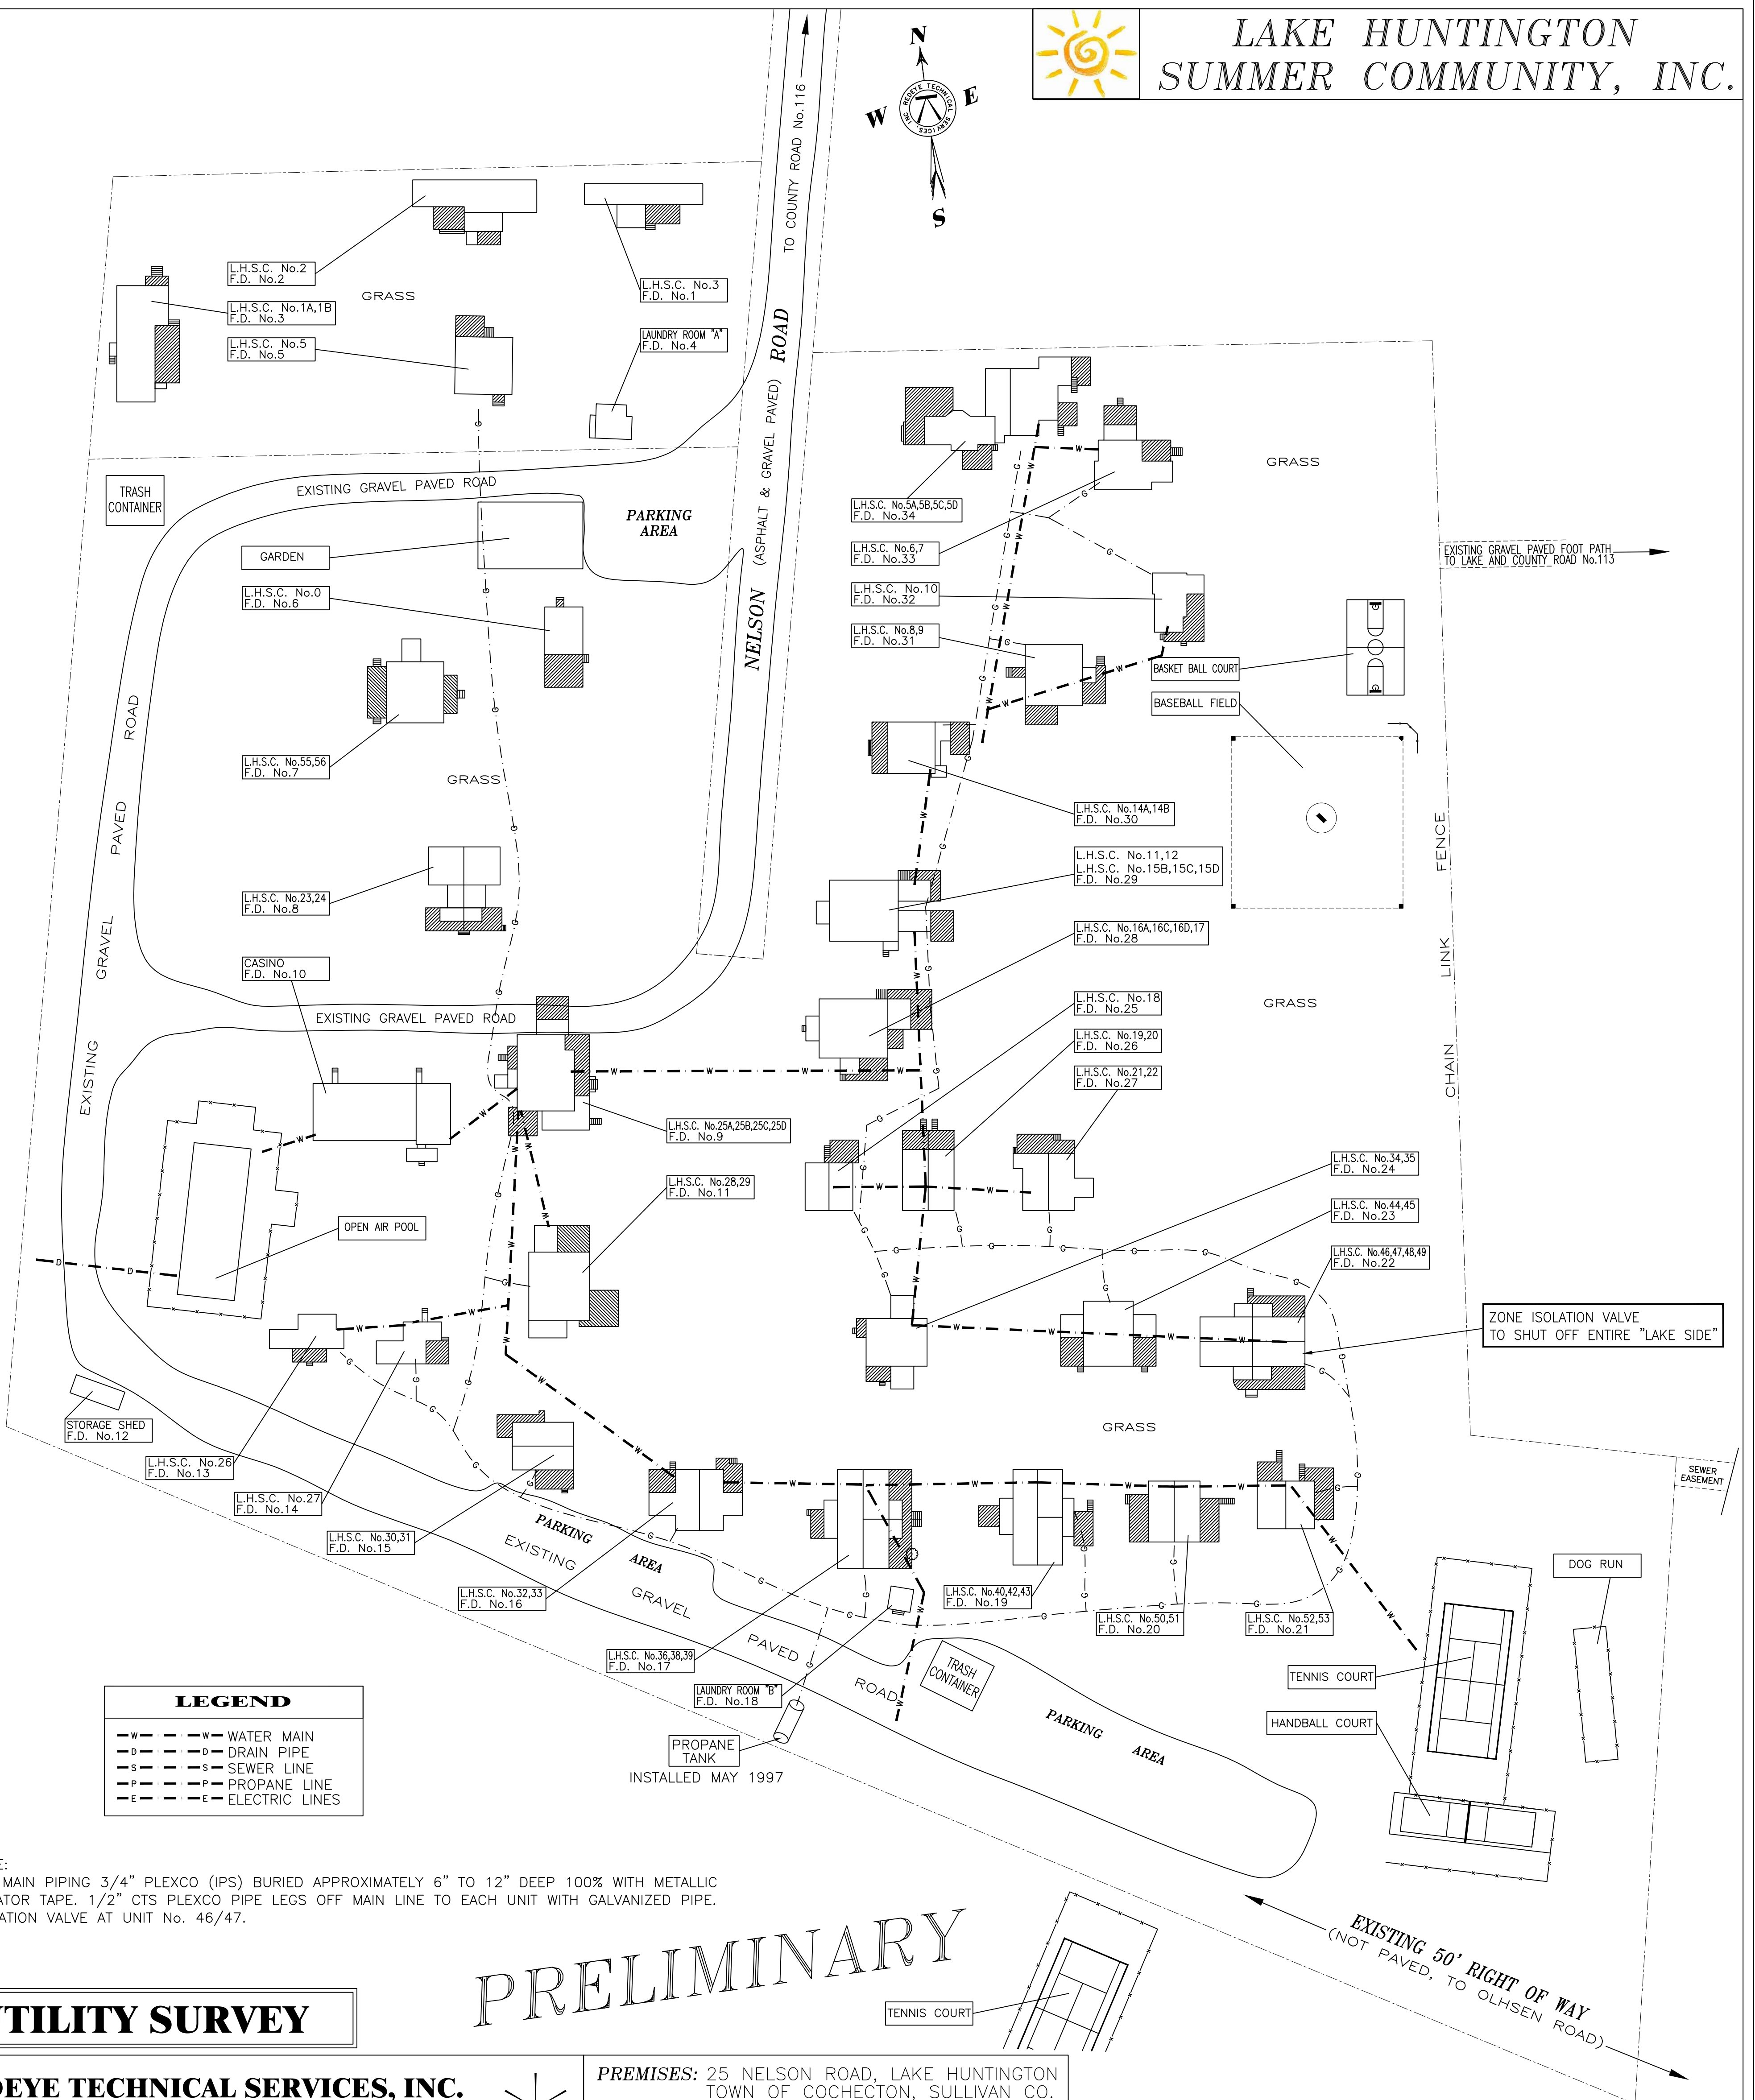 LAKE HUNTINGTON
SUMMER COMMUNITY, INC.
N
W
E
S
REDEYE TECHNICAL SERVICES, INC
TO COUNTY ROAD No.116
NELSON
(ASPHALT & GRAVEL PAVED)
ROAD
L.H.S.C. No.2
F.D. No.2
GRASS
L.H.S.C. No.3
F.D. No.1
L.H.S.C. No.1A,1B
F.D. No.3
L.H.S.C. No.5
F.D. No.5
LAUNDRY ROOM "A"
F.D. No.4
TRASH
CONTAINER
EXISTING GRAVEL PAVED ROAD
PARKING
AREA
GARDEN
L.H.S.C. No.0
F.D. No.6
L.H.S.C. No.55,56
F.D. No.7
GRASS
L.H.S.C. No.23,24
F.D. No.8
CASINO
F.D. No.10
EXISTING GRAVEL PAVED ROAD
EXISTING GRAVEL PAVED ROAD
GRASS
L.H.S.C. No.5A,5B,5C,5D
F.D. No.34
L.H.S.C. No.6,7
F.D. No.33
L.H.S.C. No.10
F.D. No.32
L.H.S.C. No.8,9
F.D. No.31
EXISTING GRAVEL PAVED FOOT PATH
TO LAKE AND COUNTY ROAD No.113
BASKET BALL COURT
BASEBALL FIELD
L.H.S.C. No.14A,14B
F.D. No.30
L.H.S.C. No.11,12
L.H.S.C. No.15B,15C,15D
F.D. No.29
L.H.S.C. No.16A,16C,16D,17
F.D. No.28
CHAIN LINK FENCE
GRASS
L.H.S.C. No.18
F.D. No.25
L.H.S.C. No.19,20
F.D. No.26
L.H.S.C. No.21,22
F.D. No.27
L.H.S.C. No.25A,25B,25C,25D
F.D. No.9
L.H.S.C. No.28,29
F.D. No.11
OPEN AIR POOL
L.H.S.C. No.34,35
F.D. No.24
L.H.S.C. No.44,45
F.D. No.23
L.H.S.C. No.46,47,48,49
F.D. No.22
ZONE ISOLATION VALVE
TO SHUT OFF ENTIRE "LAKE SIDE"
GRASS
STORAGE SHED
F.D. No.12
L.H.S.C. No.26
F.D. No.13
L.H.S.C. No.27
F.D. No.14
L.H.S.C. No.30,31
F.D. No.15
L.H.S.C. No.32,33
F.D. No.16
PARKING
AREA
EXISTING
GRAVEL
PAVED
ROAD
L.H.S.C. No.36,38,39
F.D. No.17
LAUNDRY ROOM "B"
F.D. No.18
L.H.S.C. No.40,42,43
F.D. No.19
L.H.S.C. No.50,51
F.D. No.20
L.H.S.C. No.52,53
F.D. No.21
SEWER
EASEMENT
DOG RUN
TENNIS COURT
HANDBALL COURT
TRASH
CONTAINER
PARKING
AREA
PROPANE
TANK
INSTALLED MAY 1997
LEGEND
W W WATER MAIN
D D DRAIN PIPE
S S SEWER LINE
P P PROPANE LINE
E E ELECTRIC LINES
E:
MAIN PIPING 3/4" PLEXCO (IPS) BURIED APPROXIMATELY 6" TO 12" DEEP 100% WITH METALLIC
ATOR TAPE. 1/2" CTS PLEXCO PIPE LEGS OFF MAIN LINE TO EACH UNIT WITH GALVANIZED PIPE.
ATION VALVE AT UNIT No. 46/47.
PRELIMINARY
TENNIS COURT
EXISTING 50' RIGHT OF WAY
(NOT PAVED, TO OLHSEN ROAD)
TILITY SURVEY
DEYE TECHNICAL SERVICES, INC.
PREMISES: 25 NELSON ROAD, LAKE HUNTINGTON
TOWN OF COCHECTON, SULLIVAN CO.